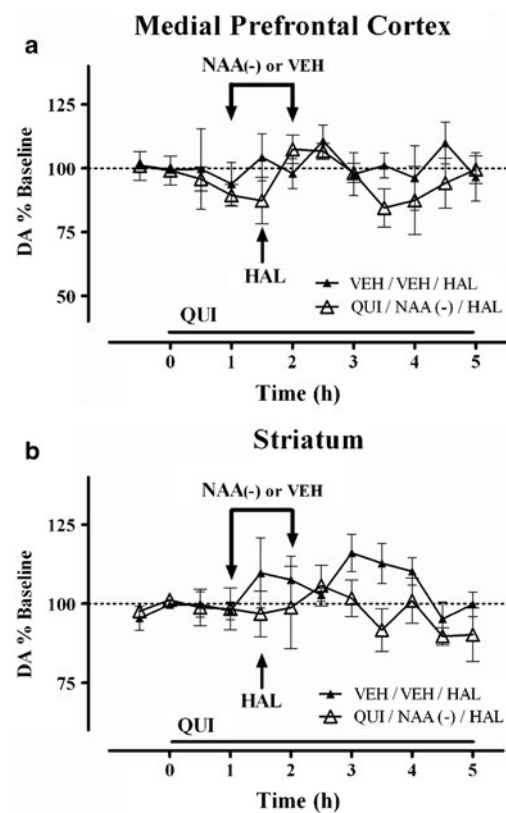 Medial Prefrontal Cortex
a
NAA(-) or VEH
125
100
75
50
DA % Baseline
HAL
VEH / VEH / HAL
QUI / NAA (-) / HAL
QUI
0 1 2 3 4 5
Time (h)
Striatum
b
NAA(-) or VEH
125
100
75
DA % Baseline
HAL
VEH / VEH / HAL
QUI / NAA (-) / HAL
QUI
0 1 2 3 4 5
Time (h)